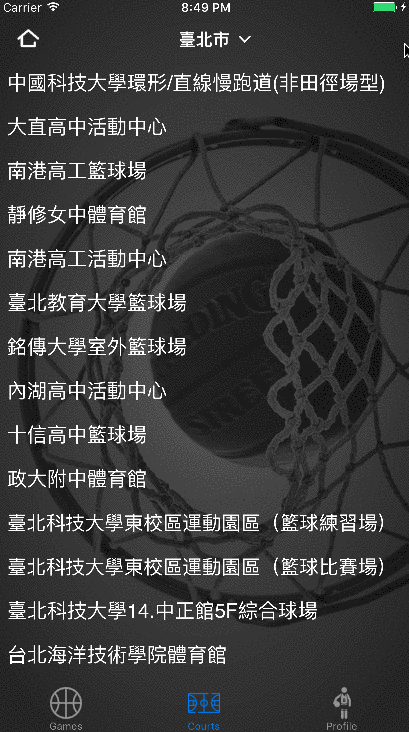 Carrier 8:49 PM
臺北市
中國科技大學環形/直線慢跑道(非田徑場型)
大直高中活動中心
南港高工籃球場
靜修女中體育館
南港高工活動中心
臺北教育大學籃球場
銘傳大學室外籃球場
內湖高中活動中心
十信高中籃球場
政大附中體育館
臺北科技大學東校區運動園區（籃球練習場）
臺北科技大學東校區運動園區（籃球比賽場）
臺北科技大學14.中正館5F綜合球場
台北海洋技術學院體育館
Games Courts Profile